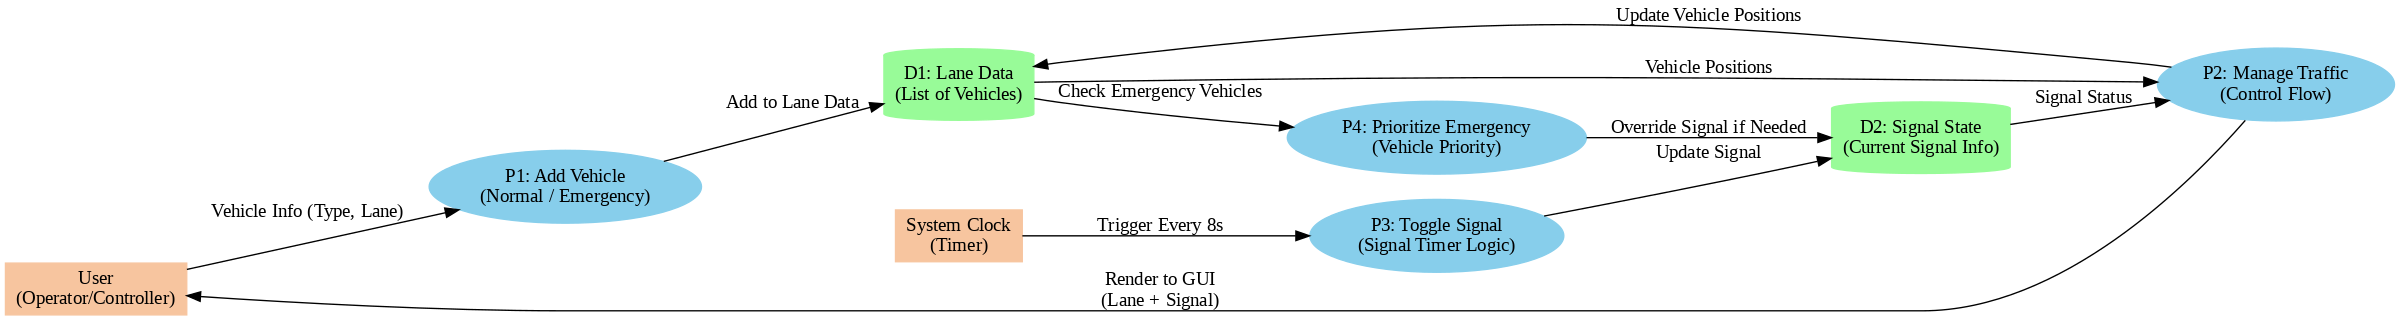 Update Vehicle Positions
D1: Lane Data
(List of Vehicles)
Vehicle Positions
P2: Manage Traffic
(Control Flow)
Add to Lane Data
Check Emergency Vehicles
Signal Status
P4: Prioritize Emergency
(Vehicle Priority)
Override Signal if Needed
D2: Signal State
(Current Signal Info)
Update Signal
P1: Add Vehicle
(Normal / Emergency)
Vehicle Info (Type, Lane)
System Clock
(Timer)
Trigger Every 8s
P3: Toggle Signal
(Signal Timer Logic)
User
(Operator/Controller)
Render to GUI
(Lane + Signal)